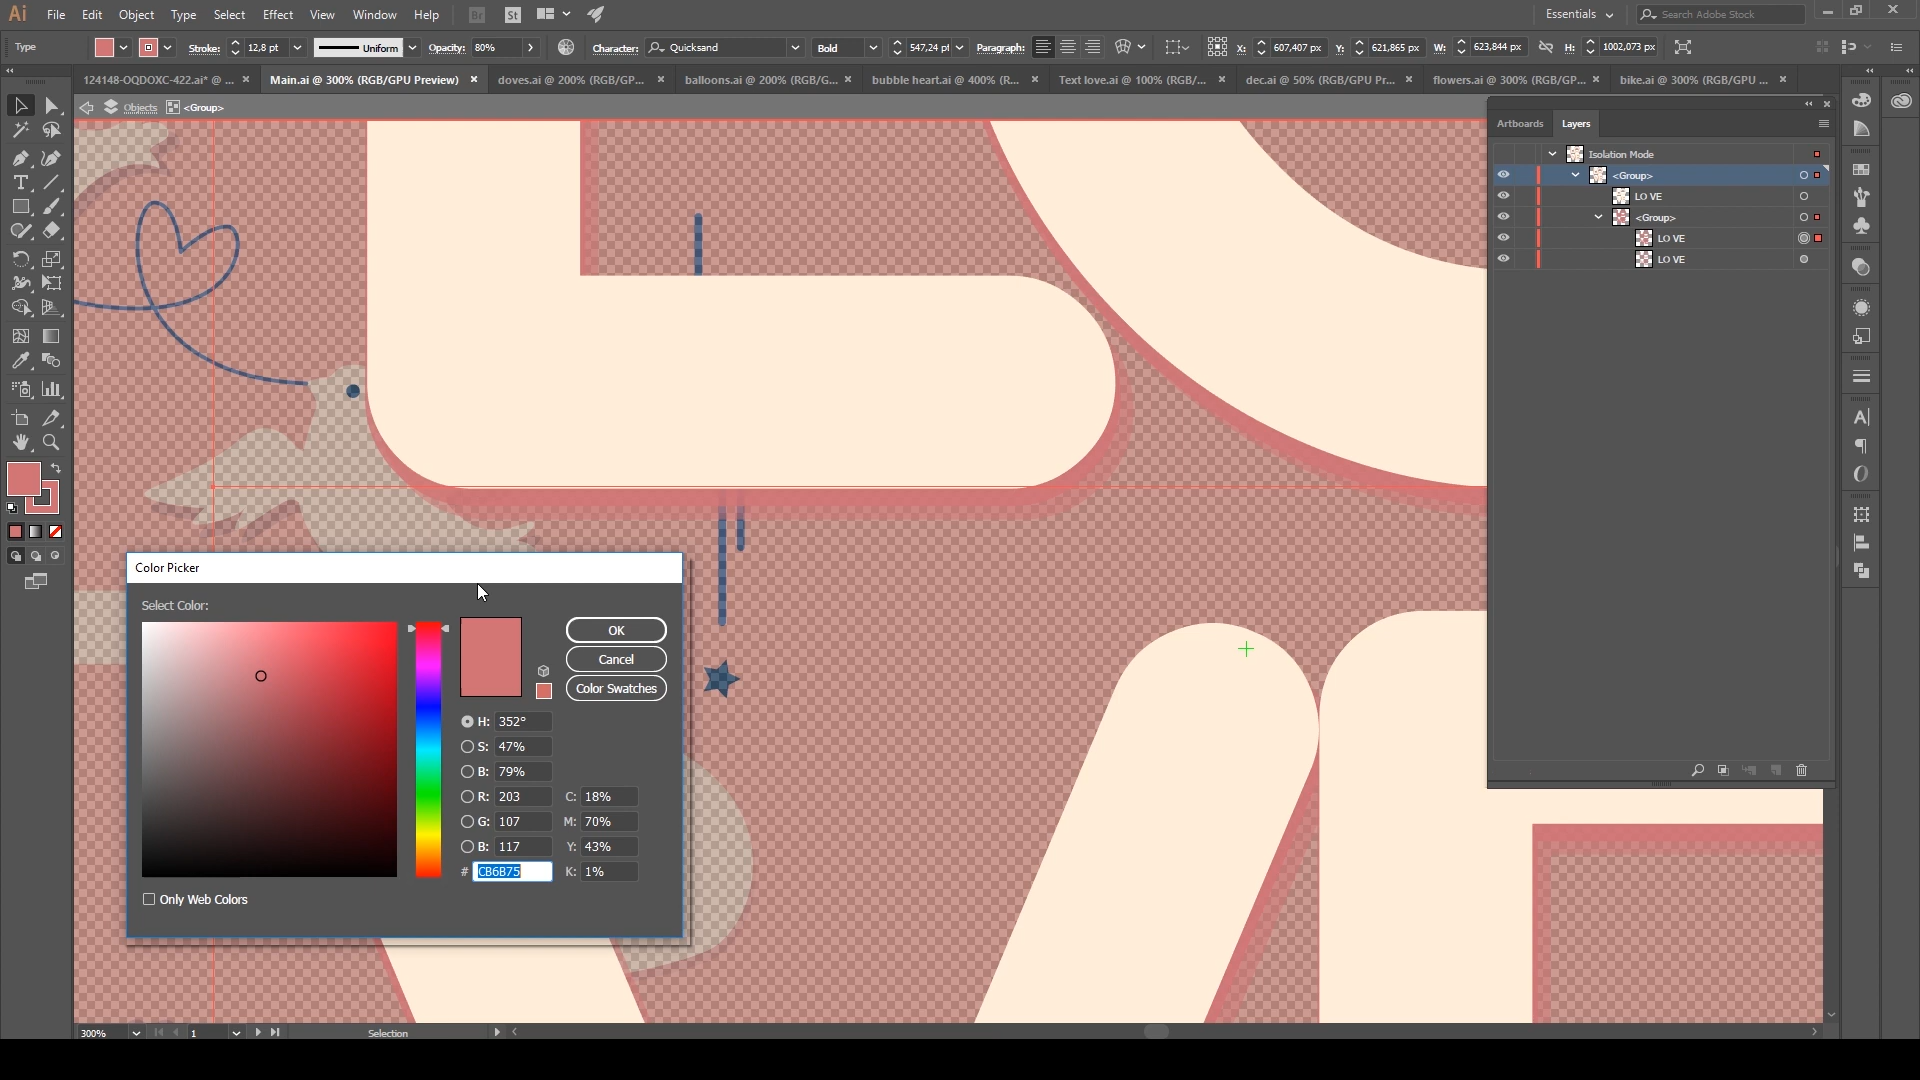 Ai File Edit Object Type Select Effect View Window Help Br St Essentials Search Adobe Stock
Type Stroke: 12,8 pt Uniform Opacity: 80% Character: Quicksand Bold 547,24 pt Paragraph: X: 607,407 px Y: 621,865 px W: 623,844 px H: 1002,073 px
124148-OQDOXC-422.ai* @ ... Main.ai @ 300% (RGB/GPU Preview) doves.ai @ 200% (RGB/GP... balloons.ai @ 200% (RGB/G... bubble heart.ai @ 400% (R... Text love.ai @ 100% (RGB/... dec.ai @ 50% (RGB/GPU Pr... flowers.ai @ 300% (RGB/GP... bike.ai @ 300% (RGB/GPU ...
Objects <Group>
Artboards Layers
Isolation Mode
<Group>
LO VE
<Group>
LO VE
LO VE
Color Picker
Select Color:
OK
Cancel
Color Swatches
H: 352°
S: 47%
B: 79%
R: 203 C: 18%
G: 107 M: 70%
B: 117 Y: 43%
# CB6B75 K: 1%
Only Web Colors
300% 1 Selection